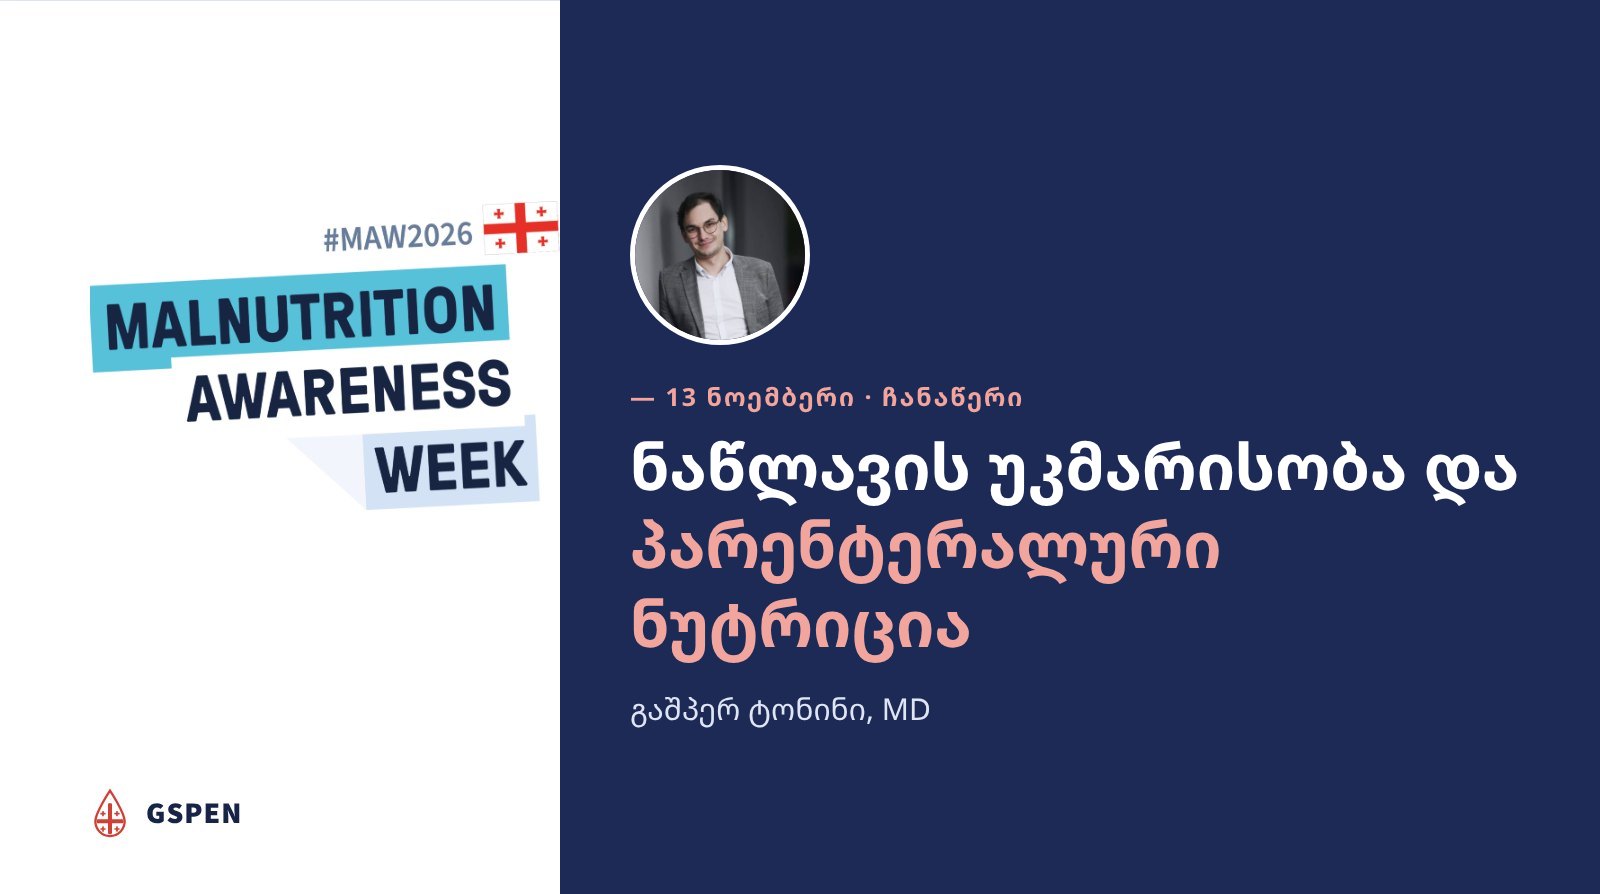 #MAW2026
MALNUTRITION
AWARENESS
WEEK
GSPEN
— 13 ნოემბერი · ჩანაწერი
ნაწლავის უკმარისობა და
პარენტერალური
ნუტრიცია
გაშპერ ტონინი, MD